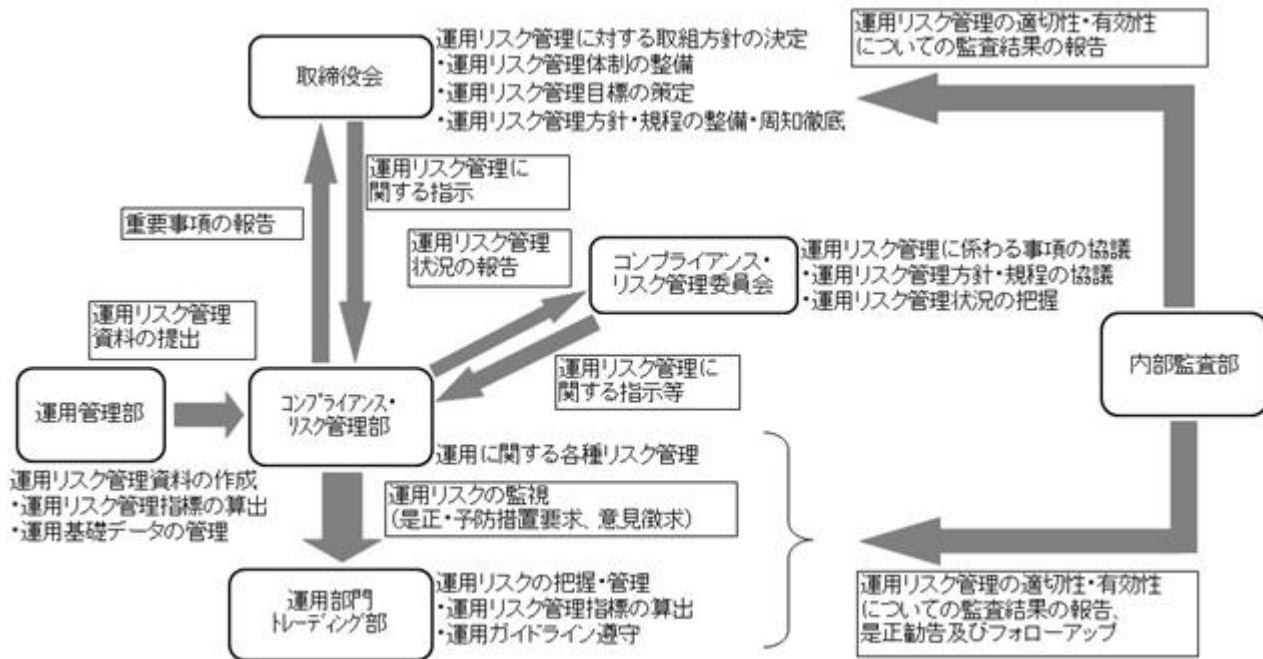 取締役会
運用リスク管理に対する取組方針の決定
・運用リスク管理体制の整備
・運用リスク管理目標の策定
・運用リスク管理方針・規程の整備・周知徹底
運用リスク管理の適切性・有効性
についての監査結果の報告
運用リスク管理に
関する指示
重要事項の報告
運用リスク管理
状況の報告
コンプライアンス・
リスク管理委員会
運用リスク管理に係わる事項の協議
・運用リスク管理方針・規程の協議
・運用リスク管理状況の把握
運用リスク管理
資料の提出
運用リスク管理に
関する指示等
内部監査部
運用管理部
コンプライアンス・
リスク管理部
運用に関する各種リスク管理
運用リスク管理資料の作成
・運用リスク管理指標の算出
・運用基礎データの管理
運用リスクの監視
（是正・予防措置要求、意見徴求）
運用部門
トレーディング部
運用リスクの把握・管理
・運用リスク管理指標の算出
・運用ガイドライン遵守
運用リスク管理の適切性・有効性
についての監査結果の報告、
是正勧告及びフォローアップ